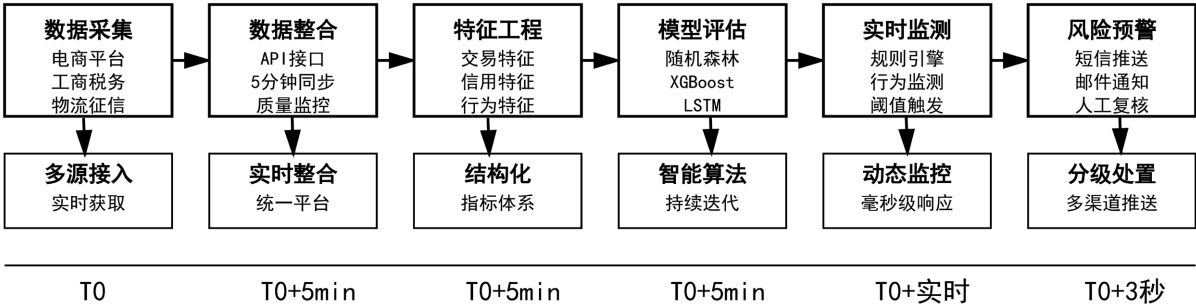 数据采集
电商平台
工商税务
物流征信
数据整合
API接口
5分钟同步
质量监控
特征工程
交易特征
信用特征
行为特征
模型评估
随机森林
XGBoost
LSTM
实时监测
规则引擎
行为监测
阈值触发
风险预警
短信推送
邮件通知
人工复核
多源接入
实时获取
实时整合
统一平台
结构化
指标体系
智能算法
持续迭代
动态监控
毫秒级响应
分级处置
多渠道推送
T0
T0+5min
T0+5min
T0+5min
T0+实时
T0+3秒